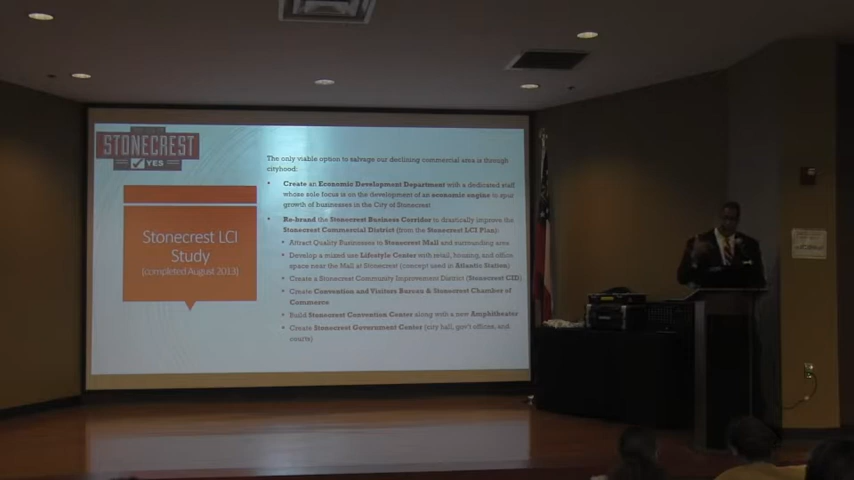 STONECREST
YES
Stonecrest LCI
Study
(completed August 2013)
The only viable option to salvage our declining commercial area is through
cityhood:
Create an Economic Development Department with a dedicated staff
whose sole focus is on the development of an economic engine to spur
growth of businesses in the City of Stonecrest
Re-brand the Stonecrest Business Corridor to drastically improve the
Stonecrest Commercial District (from the Stonecrest LCI Plan):
Attract Quality Businesses to Stonecrest Mall and surrounding area
Develop a mixed use Lifestyle Center with retail, housing, and office
space near the Mall at Stonecrest (concept used in Atlantic Station)
Create a Stonecrest Community Improvement District (Stonecrest CID)
Create Convention and Visitors Bureau & Stonecrest Chamber of
Commerce
Build Stonecrest Convention Center along with a new Amphitheater
Create Stonecrest Government Center (city hall, gov't offices, and
courts)